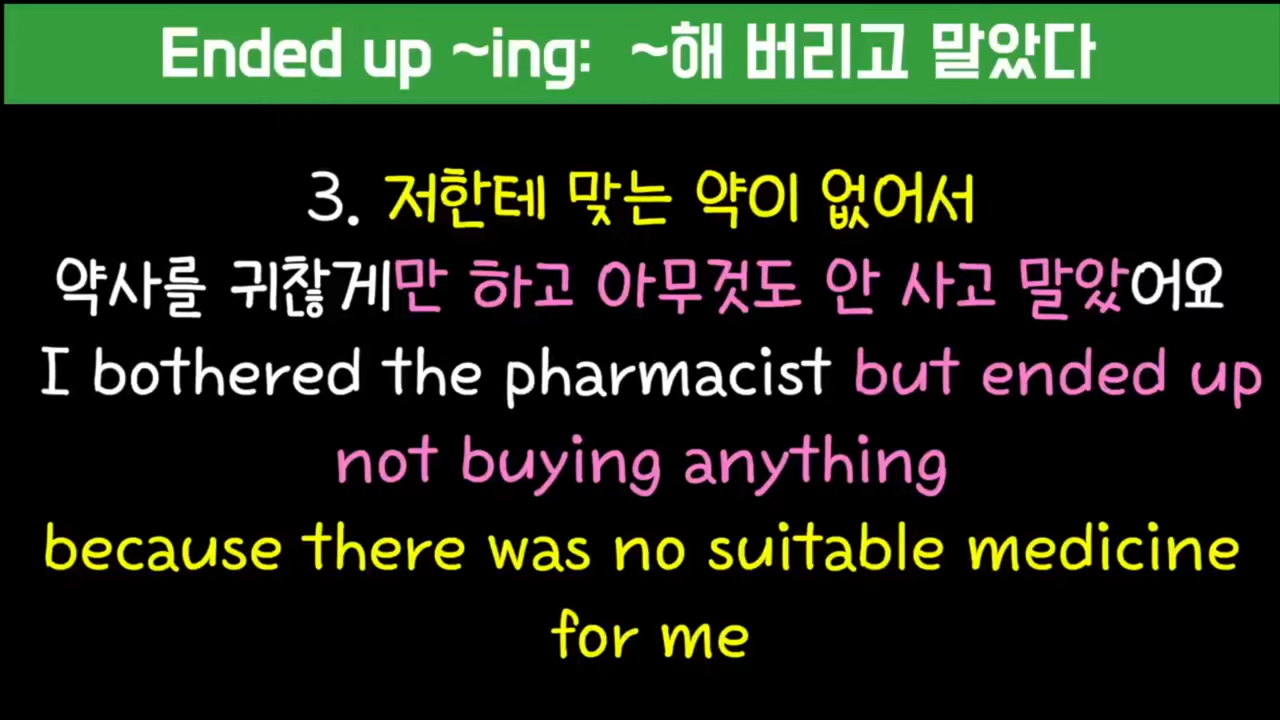 Ended up ~ing: ~해 버리고 말았다
3. 저한테 맞는 약이 없어서
약사를 귀찮게만 하고 아무것도 안 사고 말았어요
I bothered the pharmacist but ended up
not buying anything
because there was no suitable medicine
for me